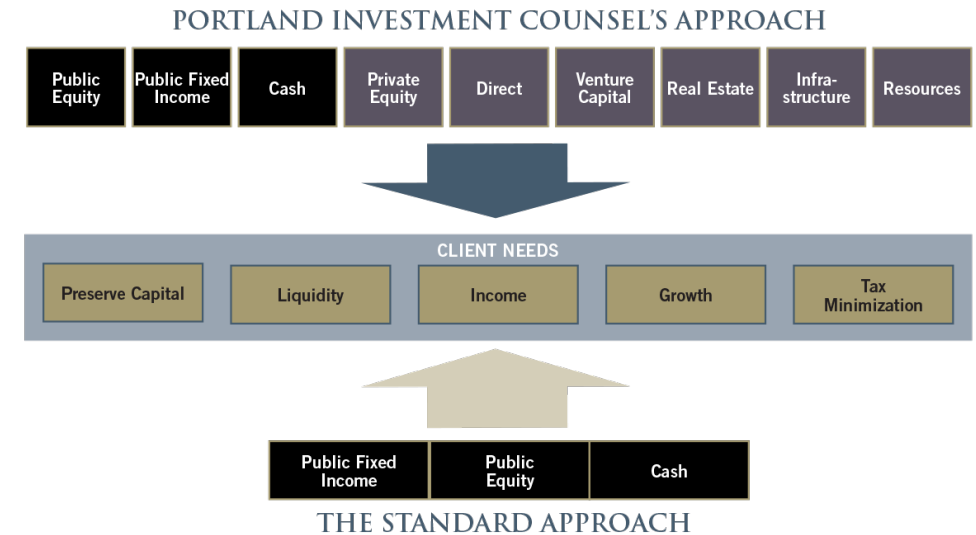 PORTLAND INVESTMENT COUNSEL'S APPROACH
Public
Equity
Public Fixed
Income
Cash
Private
Equity
Direct
Venture
Capital
Real Estate
Infra-
structure
Resources
CLIENT NEEDS
Preserve Capital
Liquidity
Income
Growth
Tax
Minimization
Public Fixed
Income
Public
Equity
Cash
THE STANDARD APPROACH